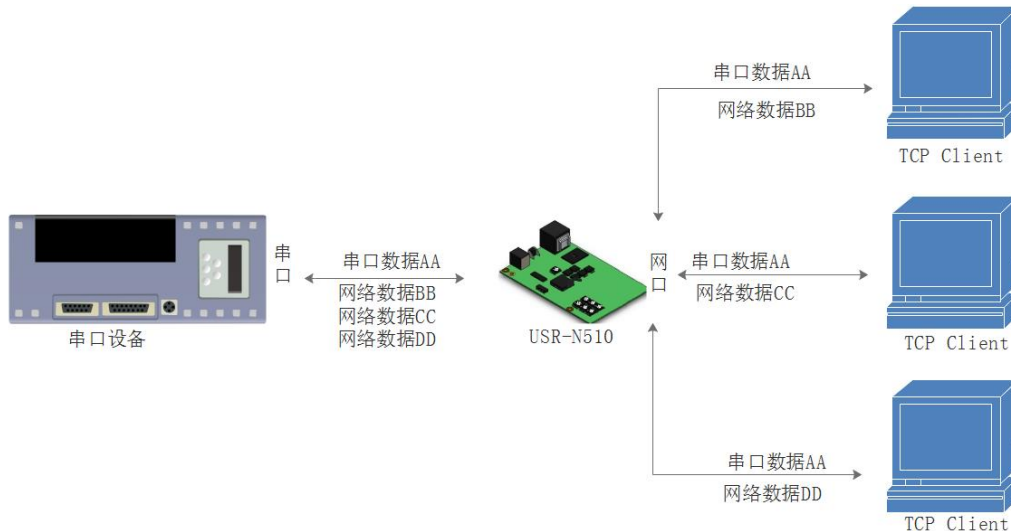 串口数据AA
网络数据BB
TCP Client
串口
串口数据AA
网络数据BB
网络数据CC
网络数据DD
串口设备
USR-N510
网口
串口数据AA
网络数据CC
TCP Client
串口数据AA
网络数据DD
TCP Client